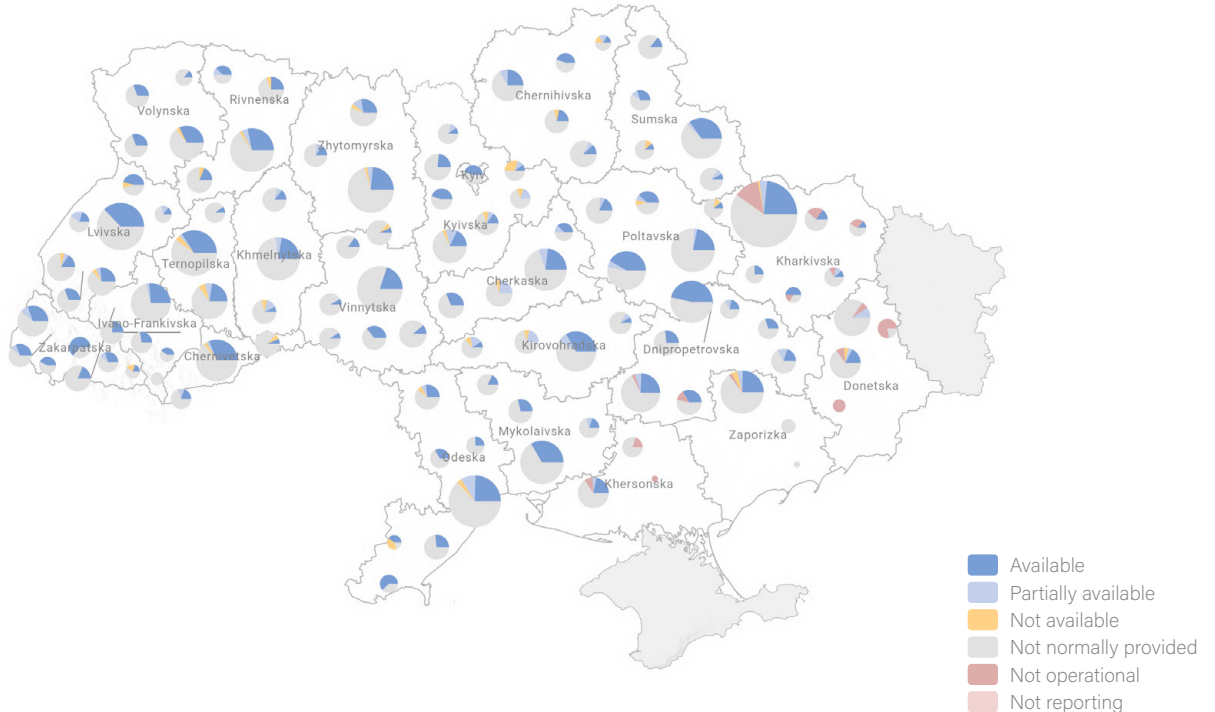 Chernihivska
Volynska
Rivnenska
Sumska
Zhytomyrska
Kyiv
Lvivska
Kyivska
Poltavska
Khmelnytska
Ternopilska
Kharkivska
Cherkaska
Vinnytska
Ivano-Frankivska
Zakarpatska
Chernivetska
Kirovohradska
Dnipropetrovska
Donetska
Mykolaivska
Zaporizka
Odeska
Khersonska
Available
Partially available
Not available
Not normally provided
Not operational
Not reporting